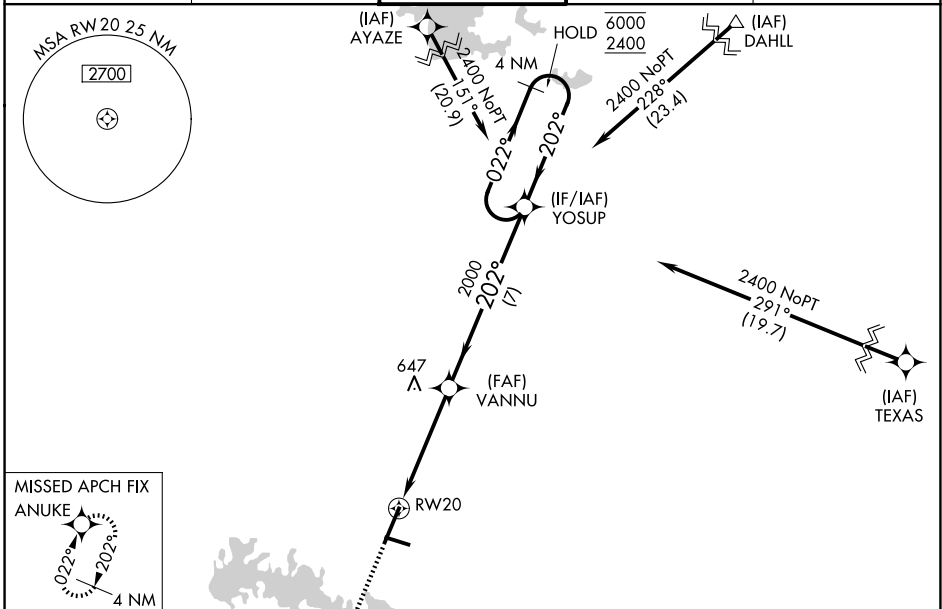 MSA RW20 25 NM
2700
(IAF)
AYAZE
2400 NoPT
151°
(20.9)
HOLD
6000
2400
4 NM
022°
202°
(IAF)
DAHLL
2400 NoPT
228°
(23.4)
(IF/IAF)
YOSUP
2000
202°
(7)
2400 NoPT
291°
(19.7)
(IAF)
TEXAS
647
(FAF)
VANNU
RW20
MISSED APCH FIX
ANUKE
022°
202°
4 NM